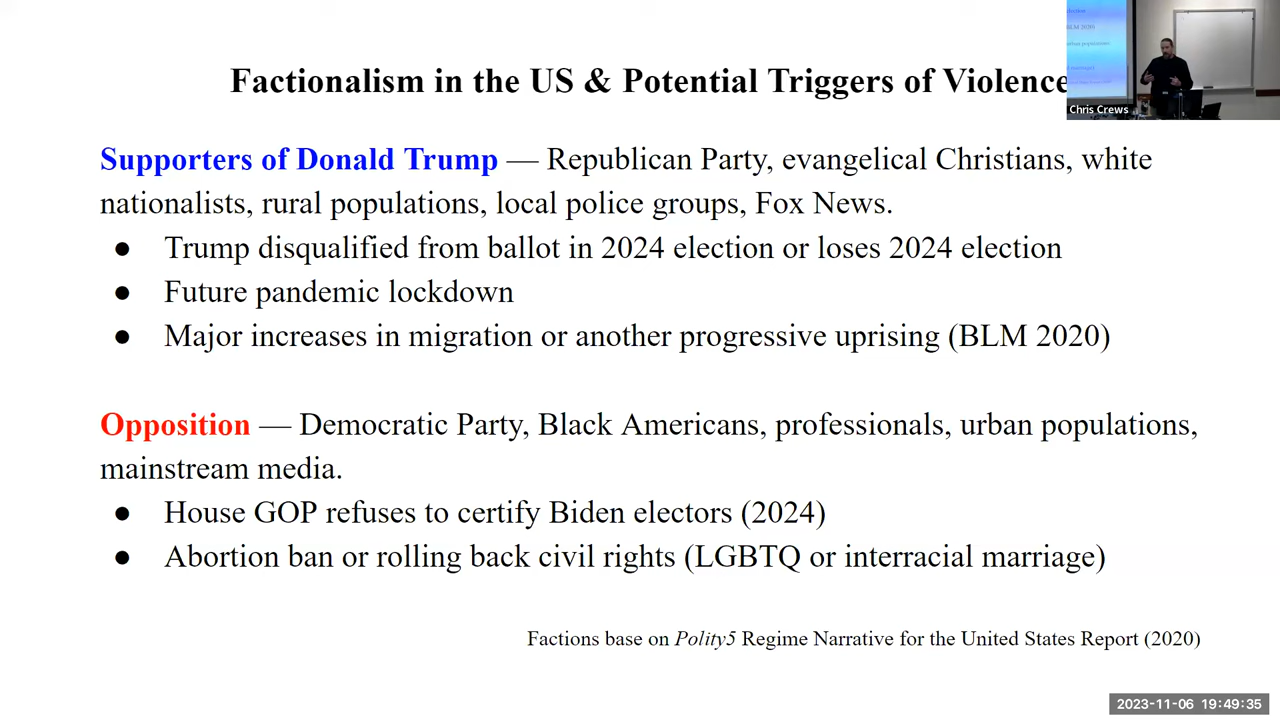 Factionalism in the US & Potential Triggers of Violence
Chris Crews
Supporters of Donald Trump — Republican Party, evangelical Christians, white
nationalists, rural populations, local police groups, Fox News.
● Trump disqualified from ballot in 2024 election or loses 2024 election
● Future pandemic lockdown
● Major increases in migration or another progressive uprising (BLM 2020)
Opposition — Democratic Party, Black Americans, professionals, urban populations,
mainstream media.
● House GOP refuses to certify Biden electors (2024)
● Abortion ban or rolling back civil rights (LGBTQ or interracial marriage)
Factions base on Polity5 Regime Narrative for the United States Report (2020)
2023-11-06 19:49:35